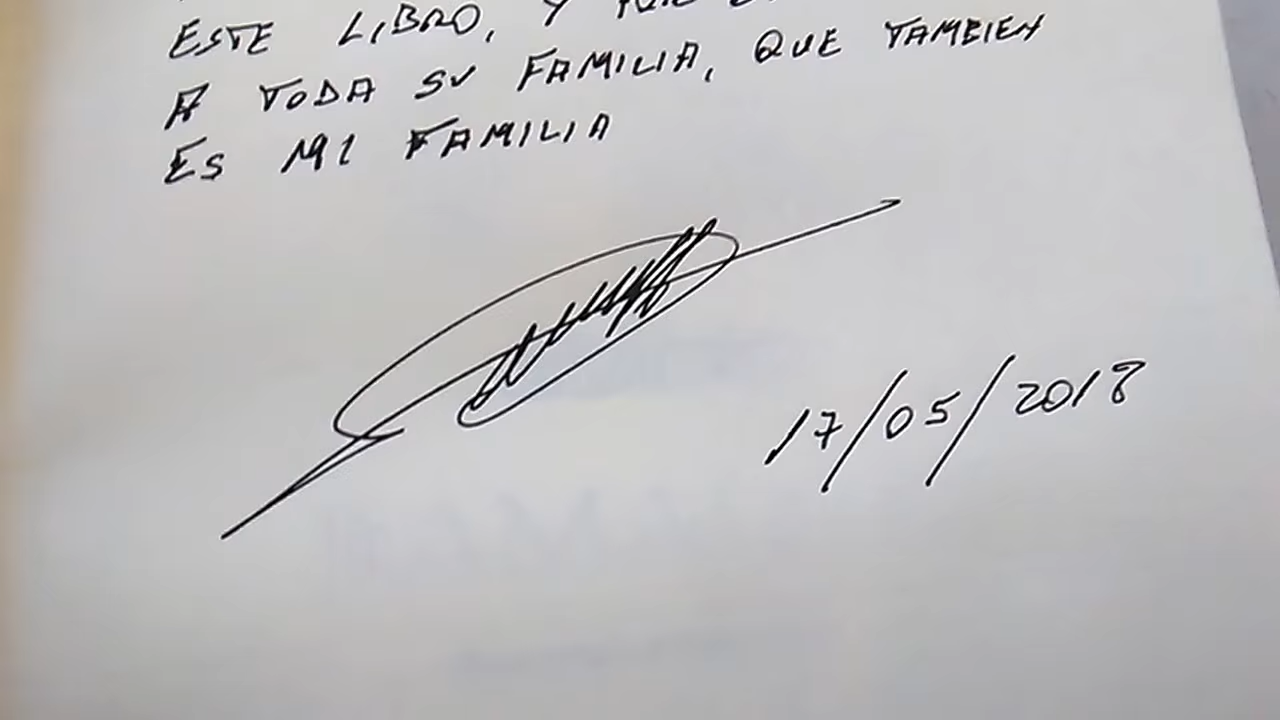 ESTE LIBRO, Y
A TODA SU FAMILIA, QUE TAMBIEN
ES MI FAMILIA
17/05/2018